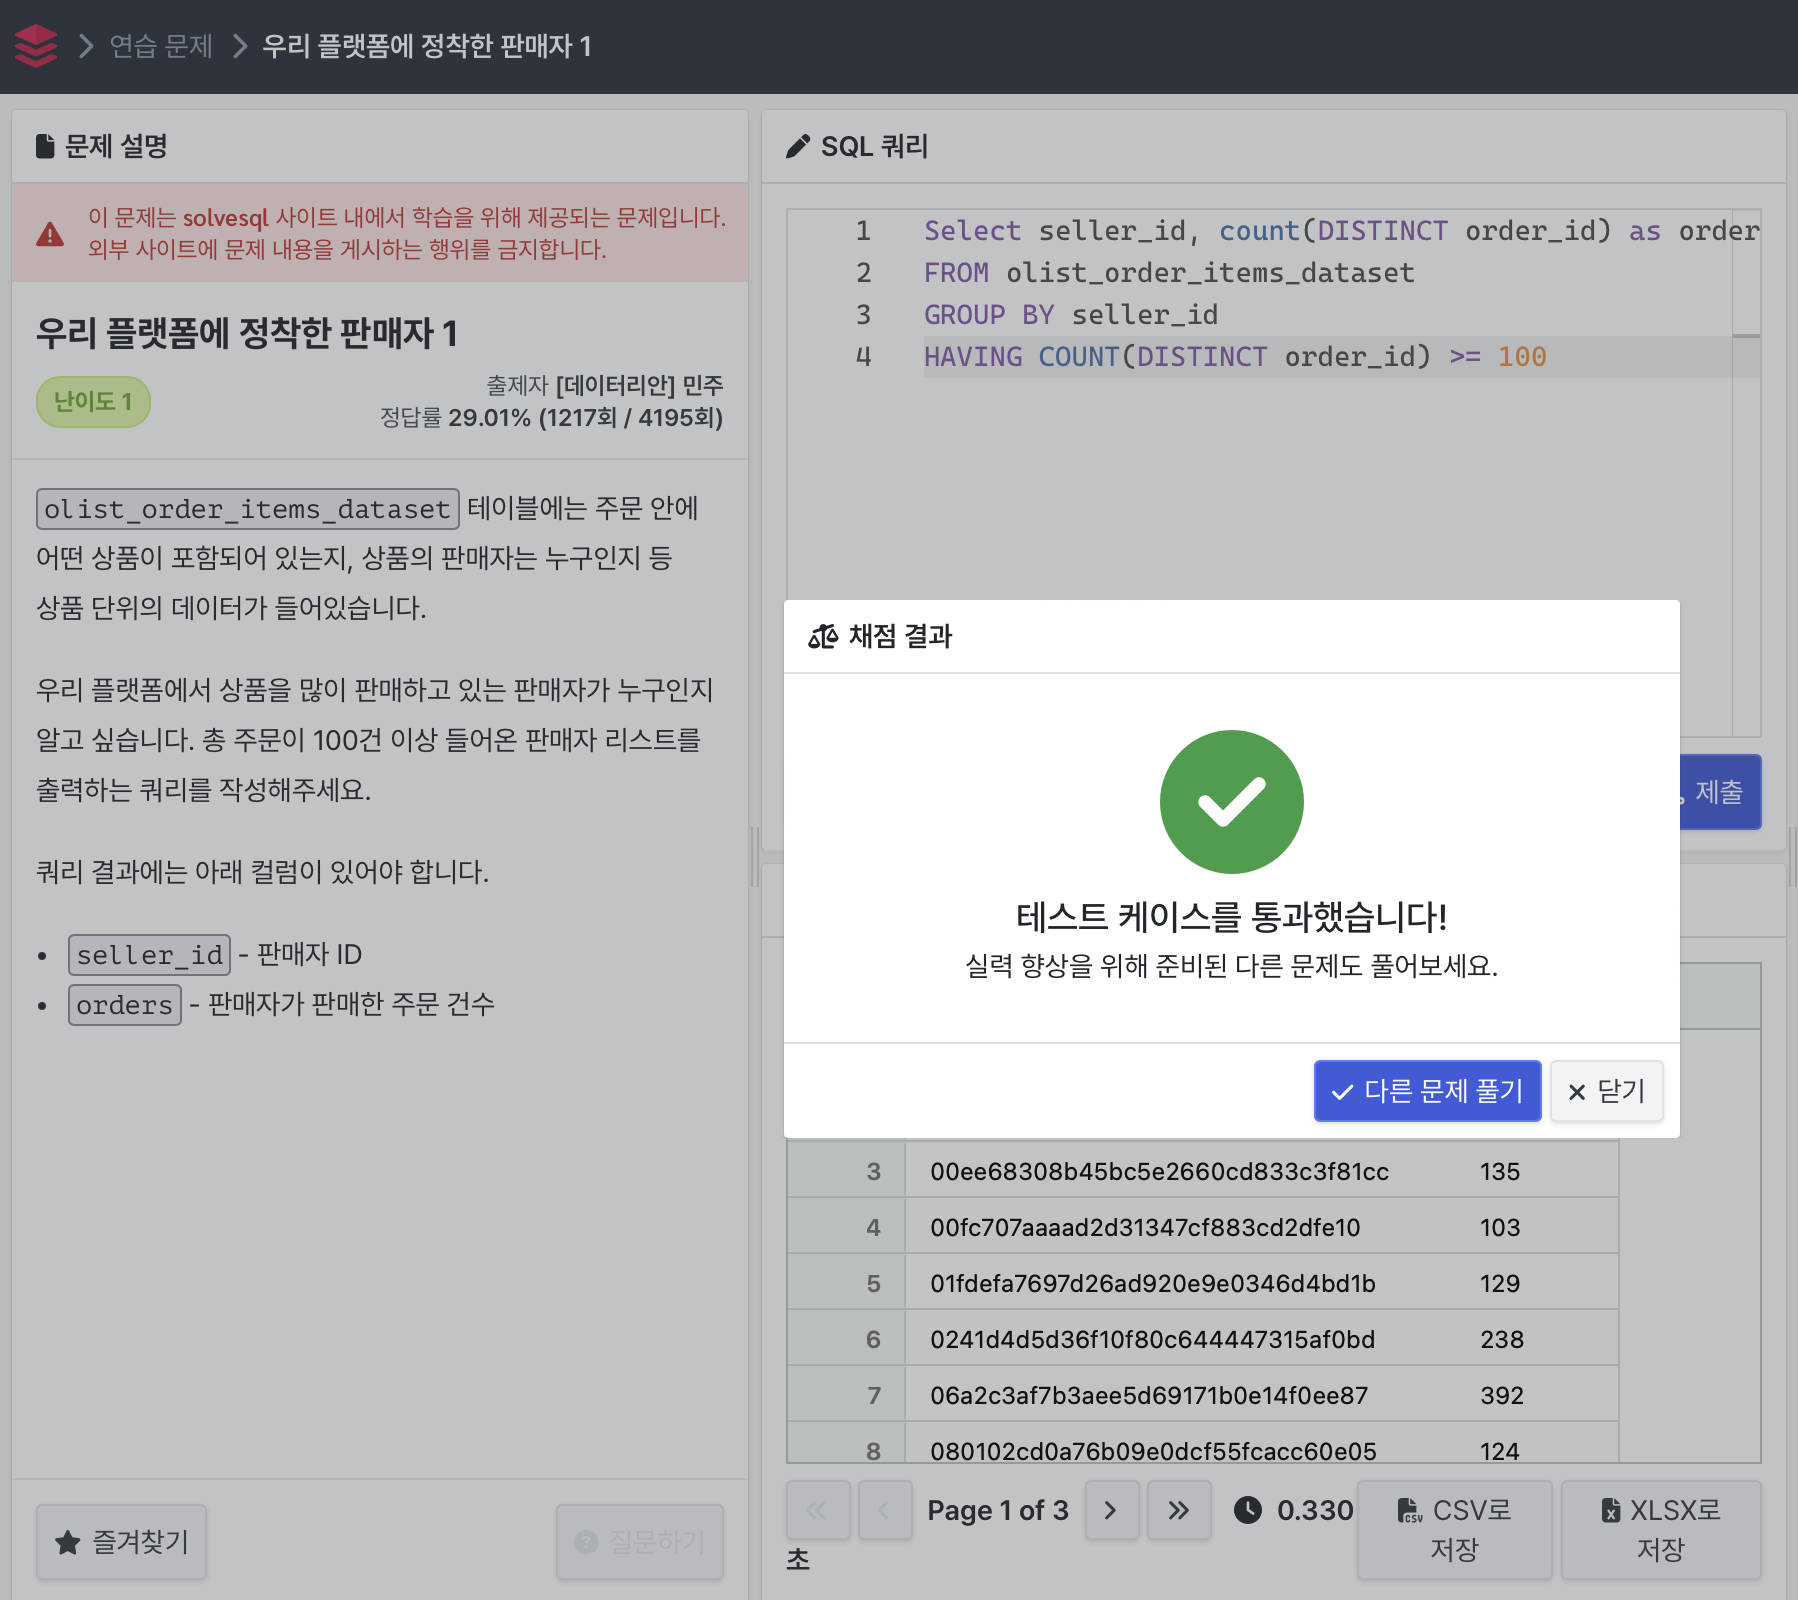 연습 문제
우리 플랫폼에 정착한 판매자 1
문제 설명
이 문제는 solvesql 사이트 내에서 학습을 위해 제공되는 문제입니다.
외부 사이트에 문제 내용을 게시하는 행위를 금지합니다.
우리 플랫폼에 정착한 판매자 1
난이도 1
출제자 [데이터리안] 민주
정답률 29.01% (1217회 / 4195회)
olist_order_items_dataset 테이블에는 주문 안에
어떤 상품이 포함되어 있는지, 상품의 판매자는 누구인지 등
상품 단위의 데이터가 들어있습니다.
우리 플랫폼에서 상품을 많이 판매하고 있는 판매자가 누구인지
알고 싶습니다. 총 주문이 100건 이상 들어온 판매자 리스트를
출력하는 쿼리를 작성해주세요.
쿼리 결과에는 아래 컬럼이 있어야 합니다.
• seller_id - 판매자 ID
• orders - 판매자가 판매한 주문 건수
즐겨찾기
질문하기
SQL 쿼리
1 Select seller_id, count(DISTINCT order_id) as order
2 FROM olist_order_items_dataset
3 GROUP BY seller_id
4 HAVING COUNT(DISTINCT order_id) >= 100
제출
채점 결과
테스트 케이스를 통과했습니다!
실력 향상을 위해 준비된 다른 문제도 풀어보세요.
다른 문제 풀기
닫기
3 00ee68308b45bc5e2660cd833c3f81cc 135
4 00fc707aaaad2d31347cf883cd2dfe10 103
5 01fdefa7697d26ad920e9e0346d4bd1b 129
6 0241d4d5d36f10f80c644447315af0bd 238
7 06a2c3af7b3aee5d69171b0e14f0ee87 392
8 080102cd0a76b09e0dcf55fcacc60e05 124
Page 1 of 3
0.330
초
CSV로
저장
XLSX로
저장